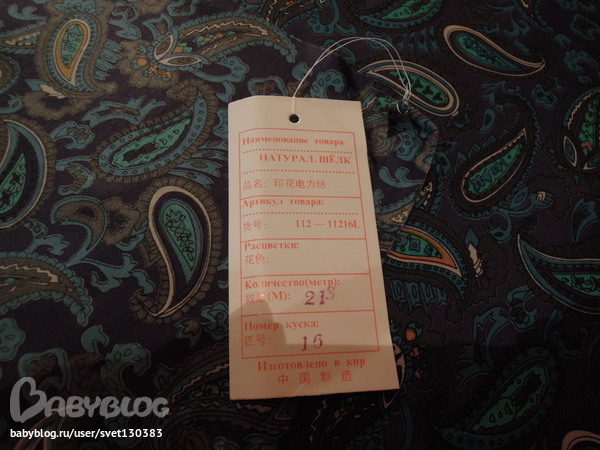 Наименование товара
НАТУРАЛ. ШЁЛК
品名: 印花电力纺
Артикул товара:
货号: 112 — 11216L
Расцветки:
花色:
Количество(метр):
数量(M): 21⁵
Номер куска:
匹号: 16
Изготовлено в кнр
中国制造
BABYBLOG
babyblog.ru/user/svet130383